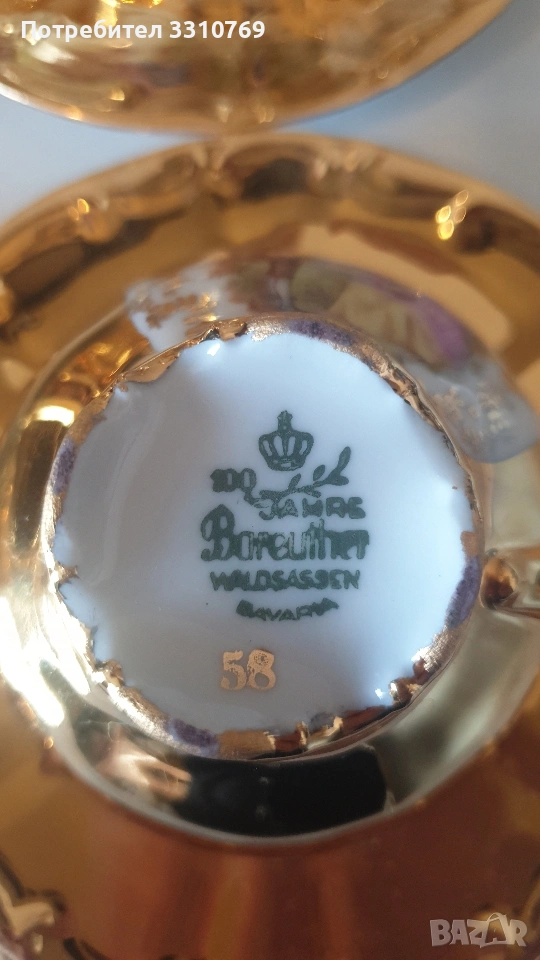 Потребител 3310769
100
JAHRE
Bareuther
WALDSASSEN
BAVARIA
58
BAZAR